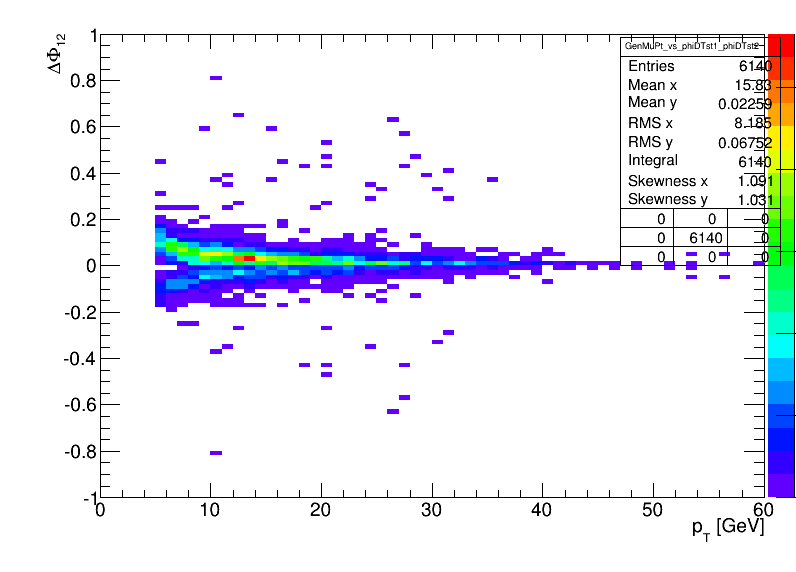 ΔΦ12
1
0.8
0.6
0.4
0.2
0
-0.2
-0.4
-0.6
-0.8
-1
0 10 20 30 40 50 60
pT [GeV]
GenMuPt_vs_phiDTst1_phiDTst2
Entries 6140
Mean x 15.83
Mean y 0.02259
RMS x 8.185
RMS y 0.06752
Integral 6140
Skewness x 1.091
Skewness y 1.031
0 0 0
0 6140 0
0 0 0